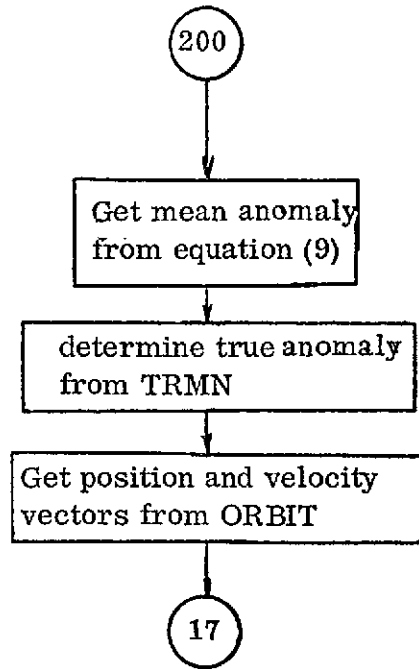 200
Get mean anomaly
from equation (9)
determine true anomaly
from TRMN
Get position and velocity
vectors from ORBIT
17